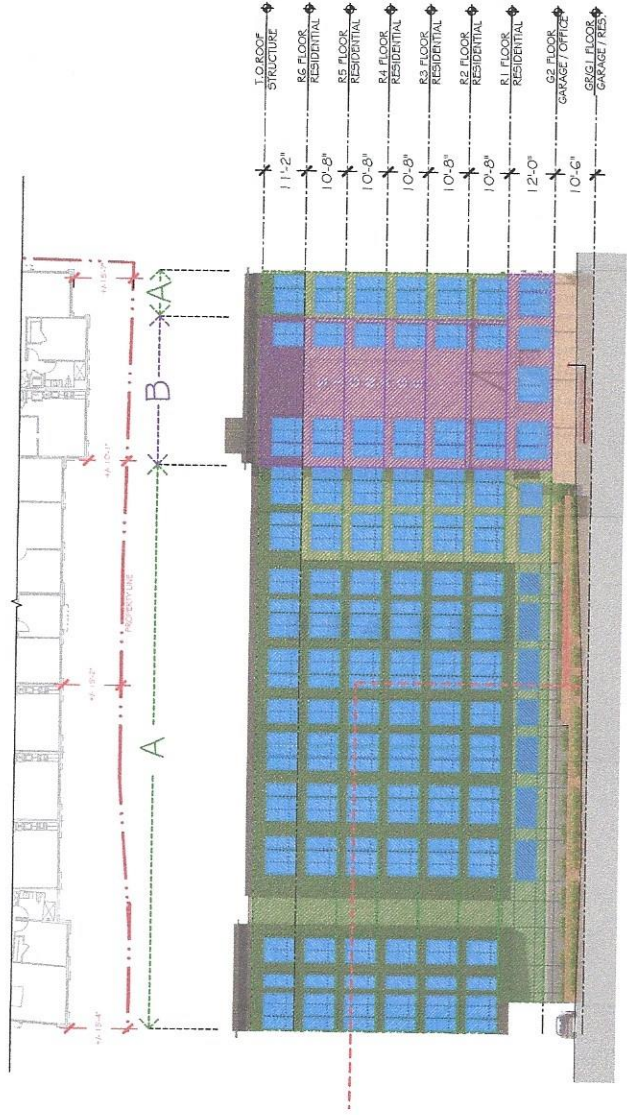 T.O.ROOF
STRUCTURE
R6 FLOOR
RESIDENTIAL
R5 FLOOR
RESIDENTIAL
R4 FLOOR
RESIDENTIAL
R3 FLOOR
RESIDENTIAL
R2 FLOOR
RESIDENTIAL
R1 FLOOR
RESIDENTIAL
G2 FLOOR
GARAGE / OFFICE
GR/G1 FLOOR
GARAGE / RES.
11'-2"
10'-8"
10'-8"
10'-8"
10'-8"
10'-8"
12'-0"
10'-6"
A
B
A
PROPERTY LINE